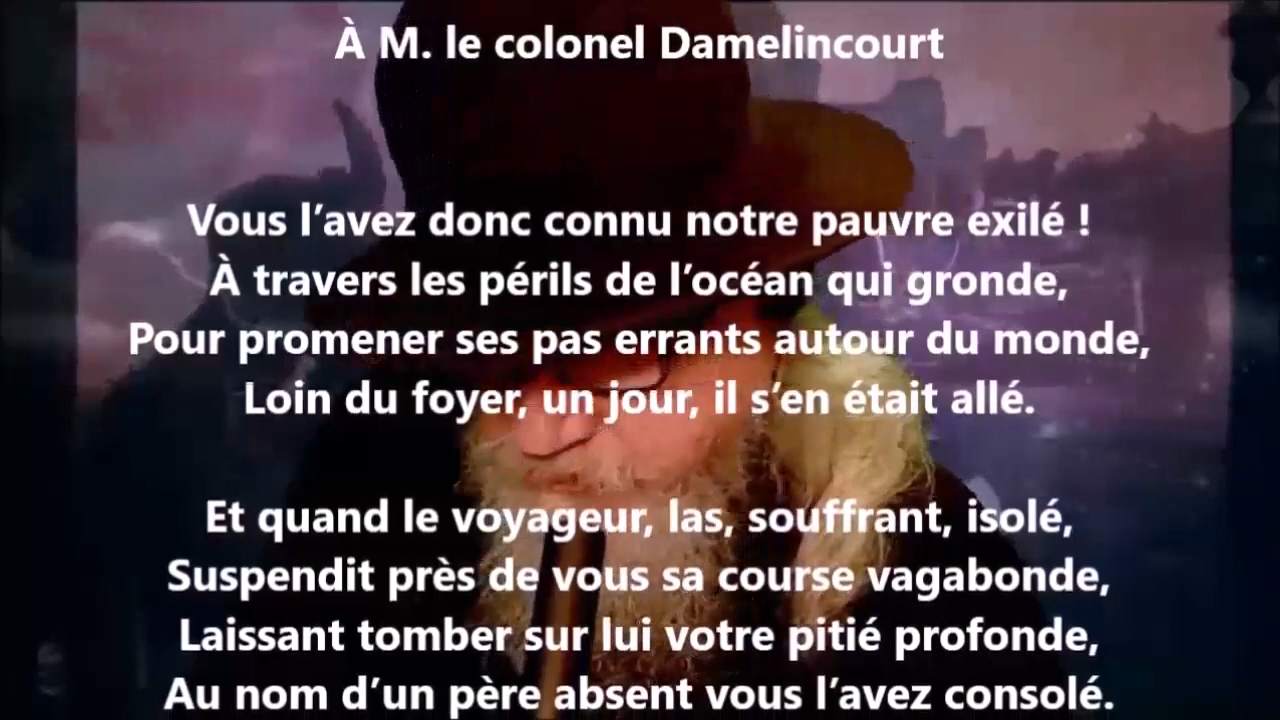 À M. le colonel Damelincourt
Vous l’avez donc connu notre pauvre exilé !
À travers les périls de l’océan qui gronde,
Pour promener ses pas errants autour du monde,
Loin du foyer, un jour, il s’en était allé.
Et quand le voyageur, las, souffrant, isolé,
Suspendit près de vous sa course vagabonde,
Laissant tomber sur lui votre pitié profonde,
Au nom d’un père absent vous l’avez consolé.